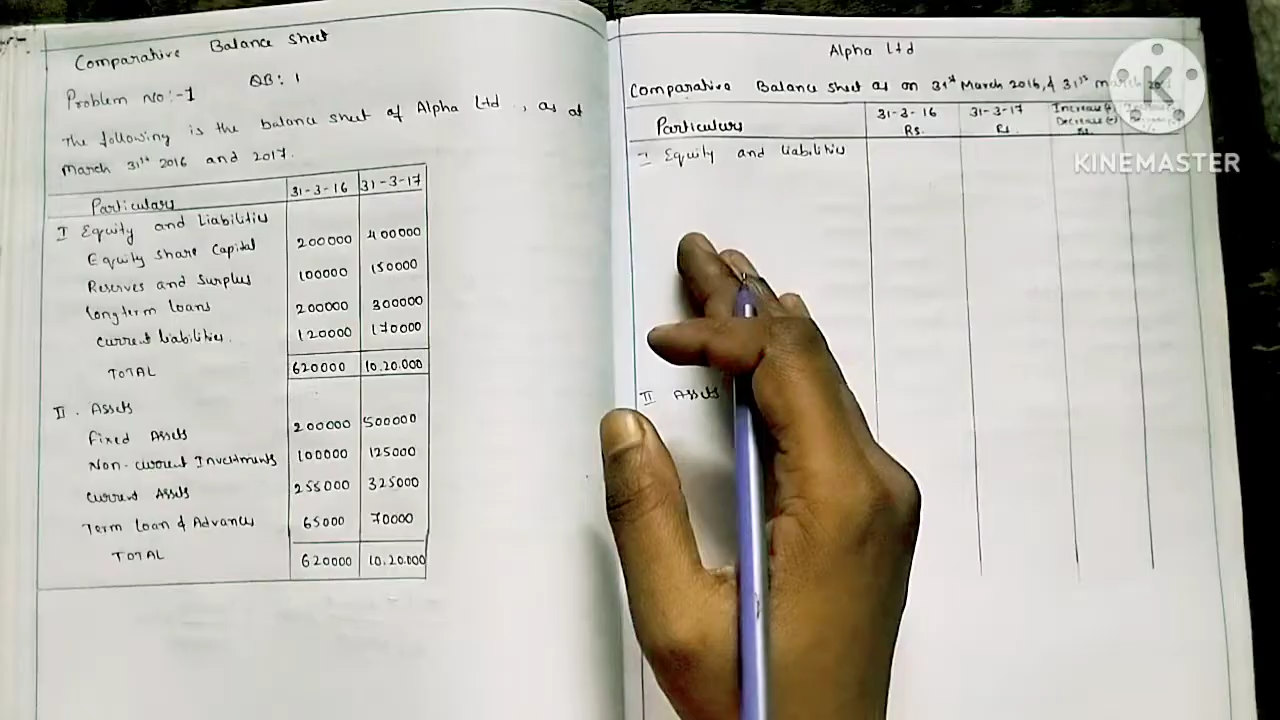 Comparative Balance Sheet
Problem No:-1 QB: 1
The following is the balance sheet of Alpha Ltd, as at
March 31st 2016 and 2017.
Particulars 31-3-16 31-3-17
I Equity and Liabilities
Equity share Capital 200000 400000
Reserves and Surplus 100000 150000
Long term loans 200000 300000
Current liabilities. 120000 170000
TOTAL 620000 10.20.000
II. Assets
Fixed Assets 200000 500000
Non-current Investments 100000 125000
Current Assets 255000 325000
Term Loan & Advances 65000 70000
TOTAL 620000 10.20.000
Alpha Ltd
Comparative Balance sheet as on 31st March 2016, & 31st march
Particulars 31-3-16 31-3-17 Increase (+)
Rs. Rs. Decrease (-)
I Equity and liabilities
II Assets
K
KINEMASTER